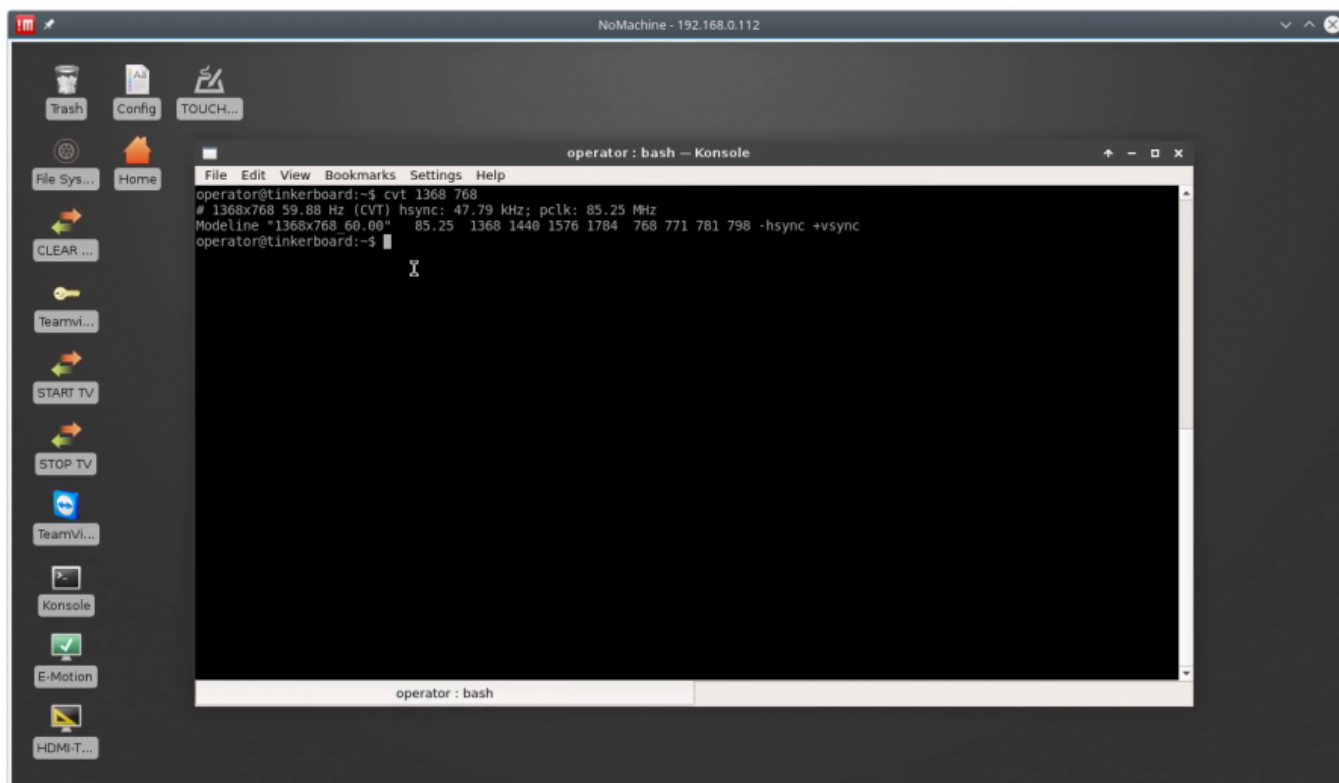 NoMachine - 192.168.0.112
Trash
Config
TOUCH...
File Sys...
Home
CLEAR ...
Teamvi...
START TV
STOP TV
TeamVi...
Konsole
E-Motion
HDMI-T...
operator : bash — Konsole
File Edit View Bookmarks Settings Help
operator@tinkerboard:~$ cvt 1368 768
# 1368x768 59.88 Hz (CVT) hsync: 47.79 kHz; pclk: 85.25 MHz
Modeline "1368x768_60.00"   85.25  1368 1440 1576 1784  768 771 781 798 -hsync +vsync
operator@tinkerboard:~$
operator : bash